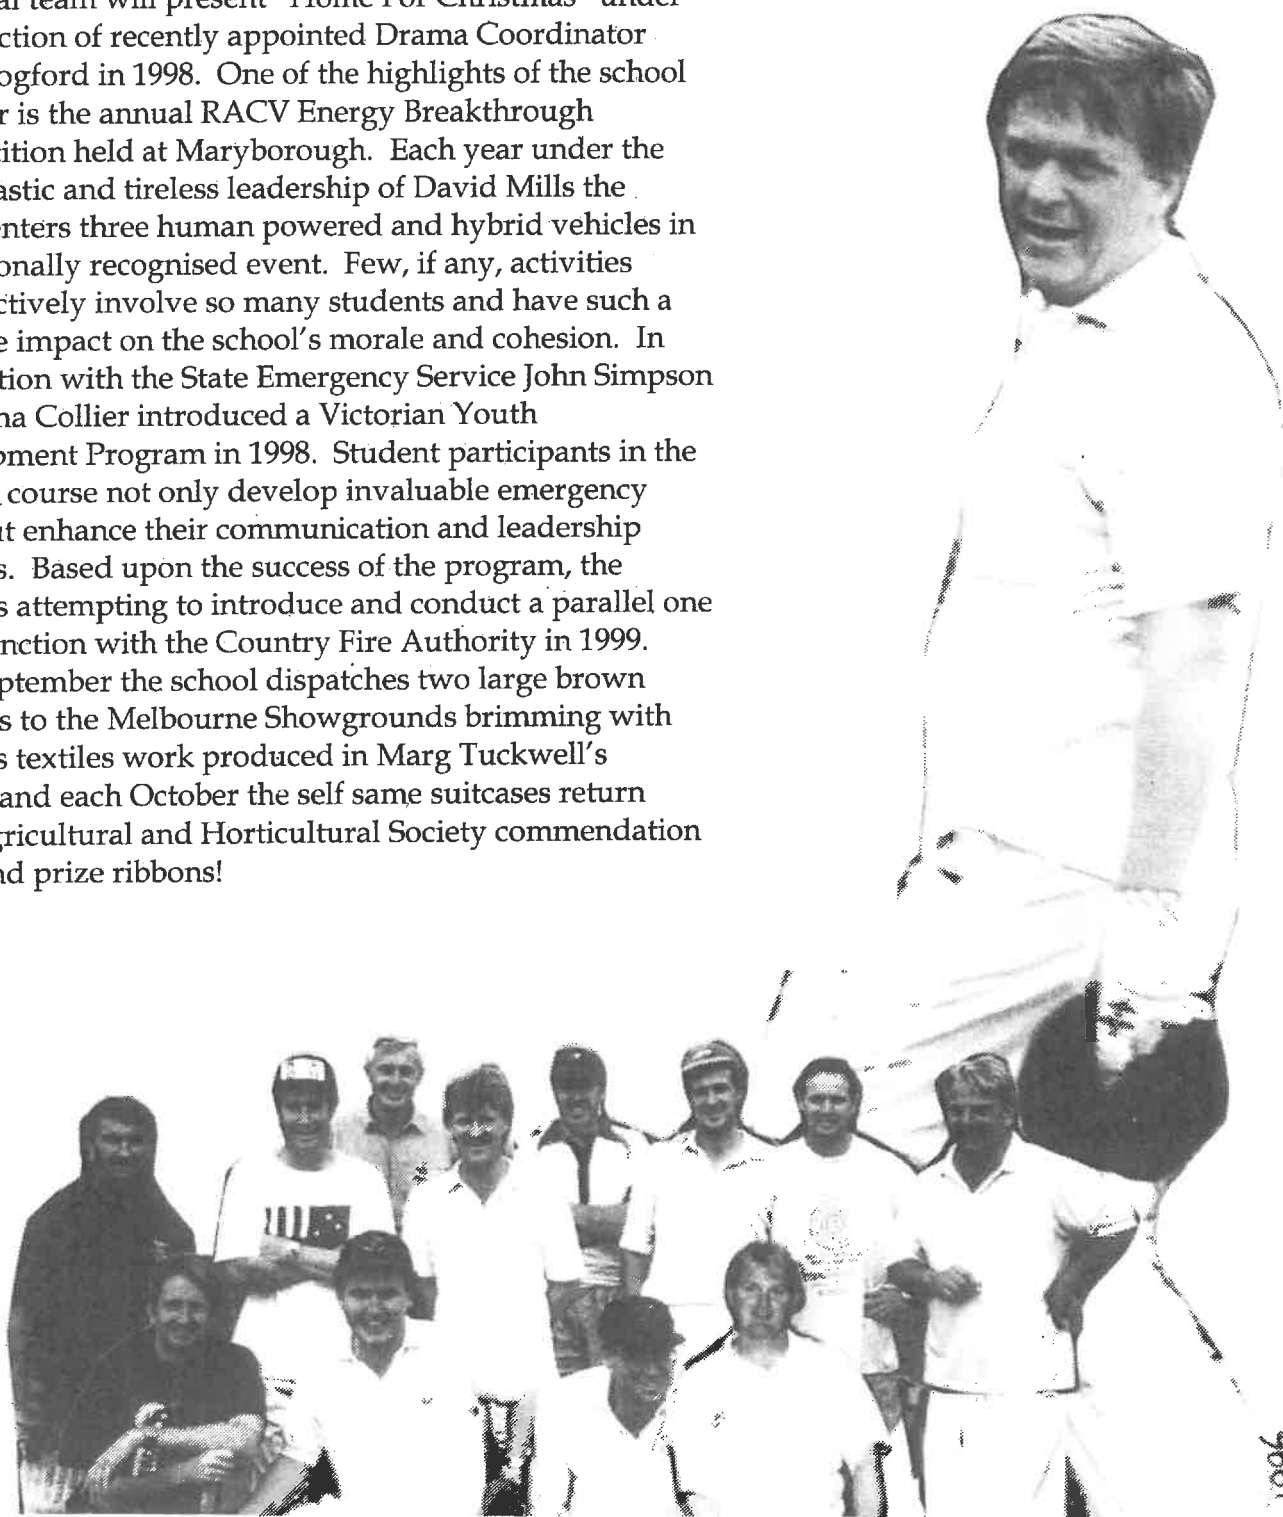 al team will present "Home For Christmas" under
ction of recently appointed Drama Coordinator
ogford in 1998. One of the highlights of the school
r is the annual RACV Energy Breakthrough
ition held at Maryborough. Each year under the
astic and tireless leadership of David Mills the
nters three human powered and hybrid vehicles in
onally recognised event. Few, if any, activities
ctively involve so many students and have such a
e impact on the school's morale and cohesion. In
tion with the State Emergency Service John Simpson
na Collier introduced a Victorian Youth
pment Program in 1998. Student participants in the
course not only develop invaluable emergency
ut enhance their communication and leadership
s. Based upon the success of the program, the
s attempting to introduce and conduct a parallel one
nction with the Country Fire Authority in 1999.
ptember the school dispatches two large brown
s to the Melbourne Showgrounds brimming with
s textiles work produced in Marg Tuckwell's
and each October the self same suitcases return
gricultural and Horticultural Society commendation
nd prize ribbons!